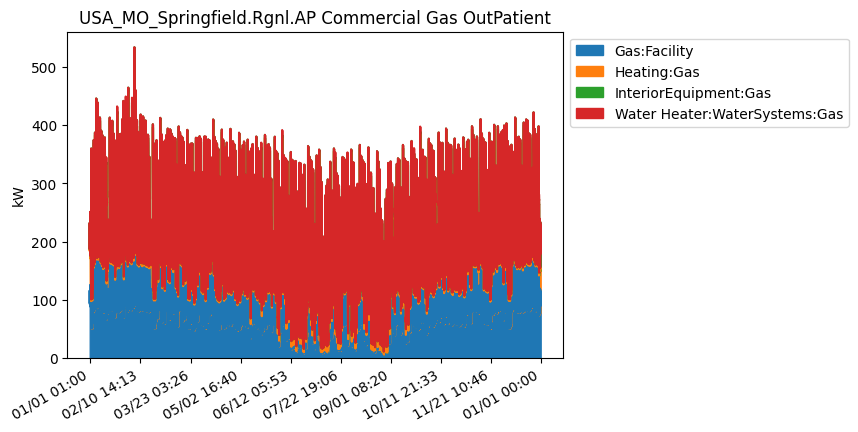 USA_MO_Springfield.Rgnl.AP Commercial Gas OutPatient
Gas:Facility
Heating:Gas
InteriorEquipment:Gas
Water Heater:WaterSystems:Gas
kW
500
400
300
200
100
0
01/01 01:00
02/10 14:13
03/23 03:26
05/02 16:40
06/12 05:53
07/22 19:06
09/01 08:20
10/11 21:33
11/21 10:46
01/01 00:00